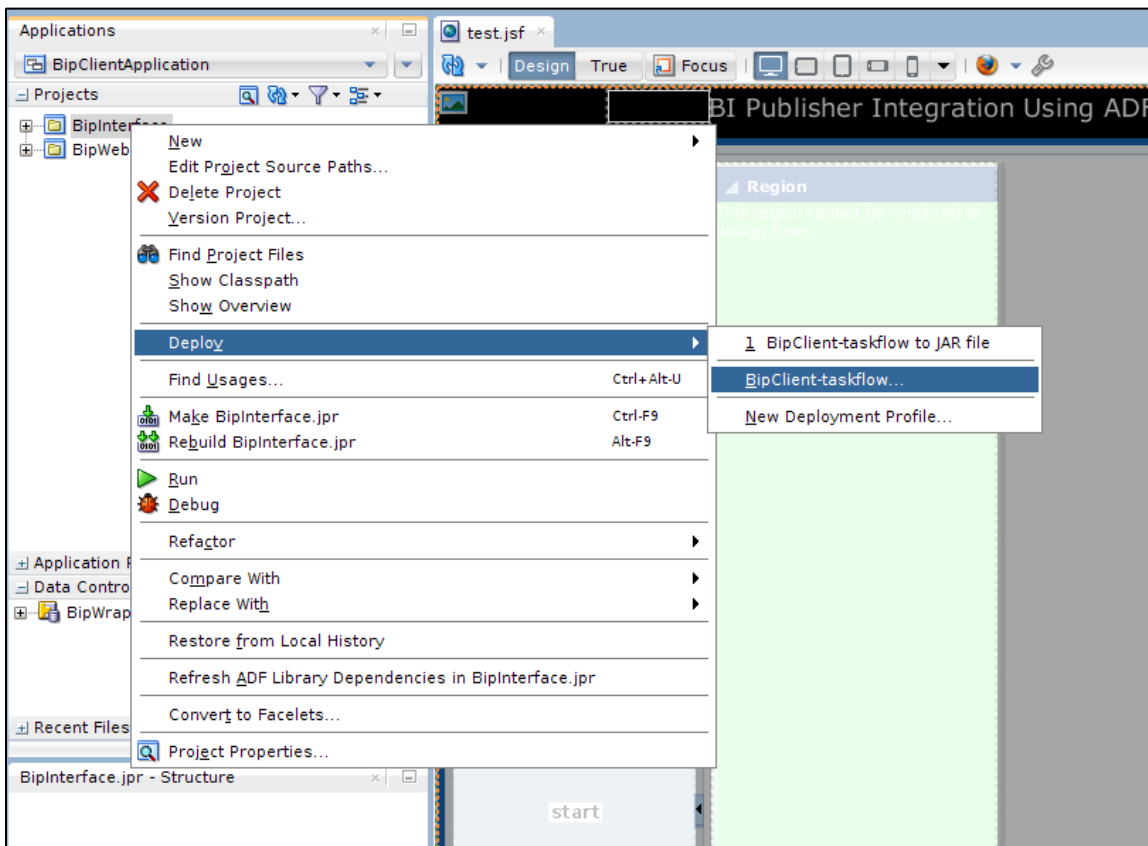 Applications
BipClientApplication
Projects
BipInterface
BipWeb
Application
Data Contro
BipWrap
Recent Files
BipInterface.jpr - Structure
New
Edit Project Source Paths...
Delete Project
Version Project...
Find Project Files
Show Classpath
Show Overview
Deploy
Find Usages... Ctrl+Alt-U
Make BipInterface.jpr Ctrl-F9
Rebuild BipInterface.jpr Alt-F9
Run
Debug
Refactor
Compare With
Replace With
Restore from Local History
Refresh ADF Library Dependencies in BipInterface.jpr
Convert to Facelets...
Project Properties...
1 BipClient-taskflow to JAR file
BipClient-taskflow...
New Deployment Profile...
test.jsf
Design True Focus
BI Publisher Integration Using ADF
Region
This region cannot be rendered at
design time.
start